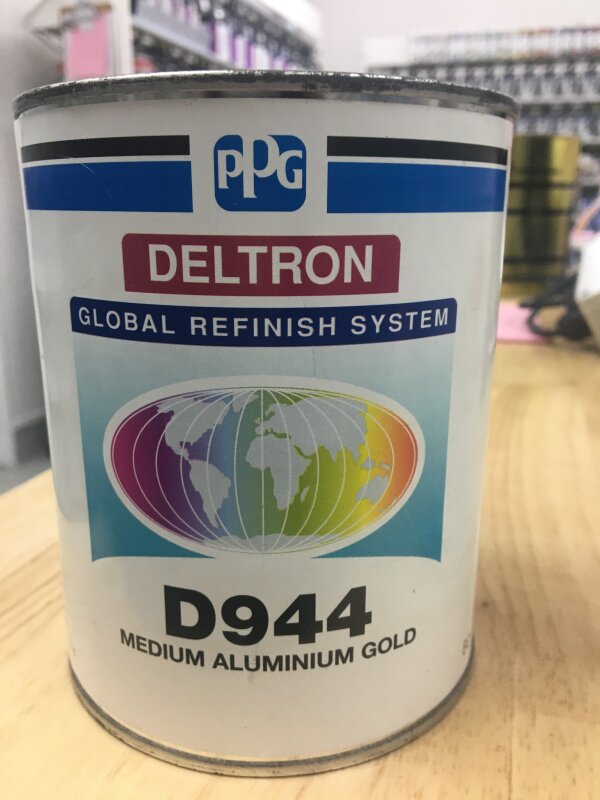 PPG
DELTRON
GLOBAL REFINISH SYSTEM
D944
MEDIUM ALUMINIUM GOLD